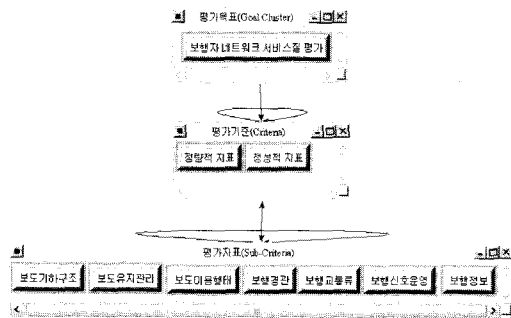 평가목표(Goal Cluster)
보행자 네트워크 서비스질 평가
평가기준(Criteria)
정량적 지표 정성적 지표
평가지표(Sub-Criteria)
보도기하구조 보도유지관리 보도이용행태 보행경관 보행교통류 보행신호운영 보행정보